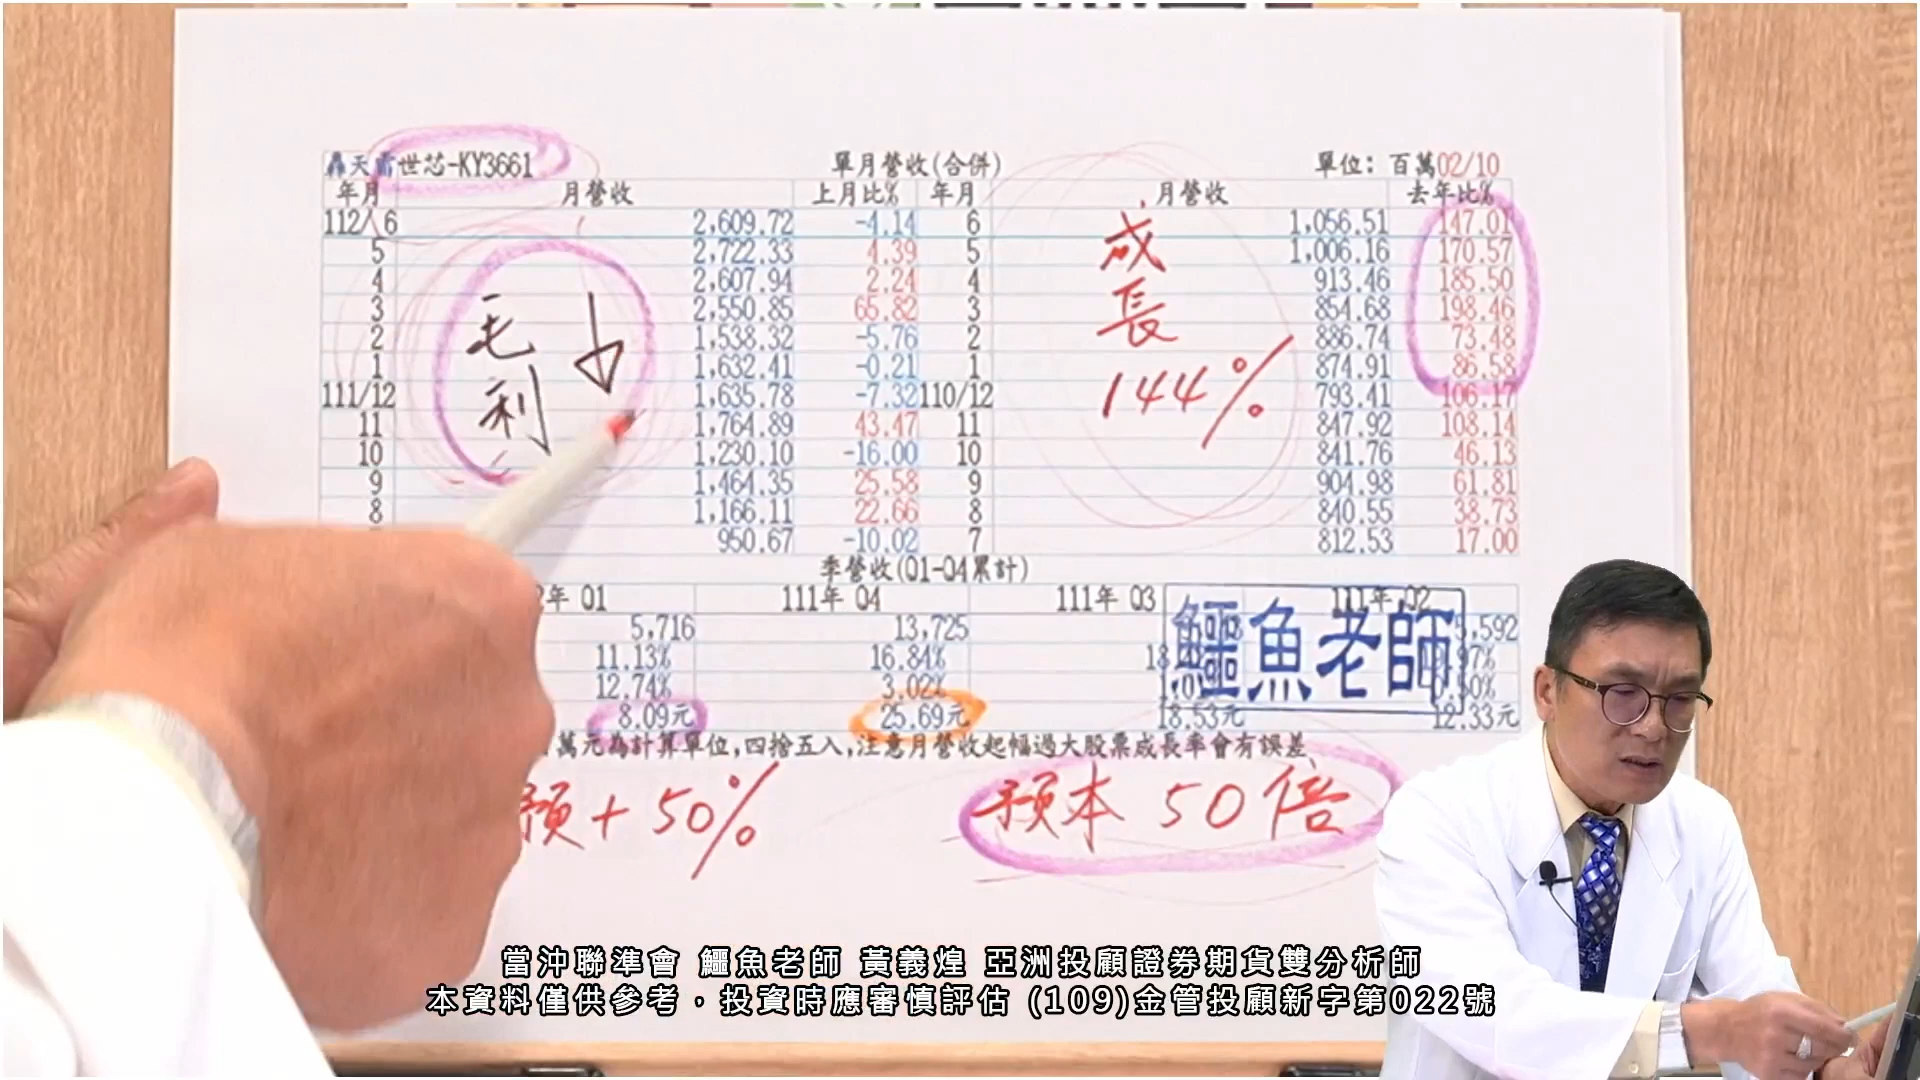 轟天雷世芯-KY3661 單月營收(合併) 單位: 百萬02/10
年月 月營收 上月比% 年月 月營收 去年比%
112/ 6 2,609.72 -4.14 6 1,056.51 147.01
5 2,722.33 4.39 5 1,006.16 170.57
4 2,607.94 2.24 4 913.46 185.50
3 2,550.85 65.82 3 854.68 198.46
2 1,538.32 -5.76 2 886.74 73.48
1 1,632.41 -0.21 1 874.91 86.58
111/12 1,635.78 -7.32 110/12 793.41 106.17
11 1,764.89 43.47 11 847.92 108.14
10 1,230.10 -16.00 10 841.76 46.13
9 1,464.35 25.58 9 904.98 61.81
8 1,166.11 22.66 8 840.55 38.73
950.67 -10.02 7 812.53 17.00
毛利↓
成長144%
季營收(Q1-Q4累計)
年 Q1 111年 Q4 111年 Q3 111年 Q2
5,716 13,725 ,592
11.13% 16.84%
12.74% 3.02%
8.09元 25.69元 18.53元 12.33元
鱷魚老師
萬元為計算單位,四捨五入,注意月營收起幅過大股票成長率會有誤差
額+50% 預本 50倍
當沖聯準會 鱷魚老師 黃義煌 亞洲投顧證券期貨雙分析師
本資料僅供參考，投資時應審慎評估 (109)金管投顧新字第022號